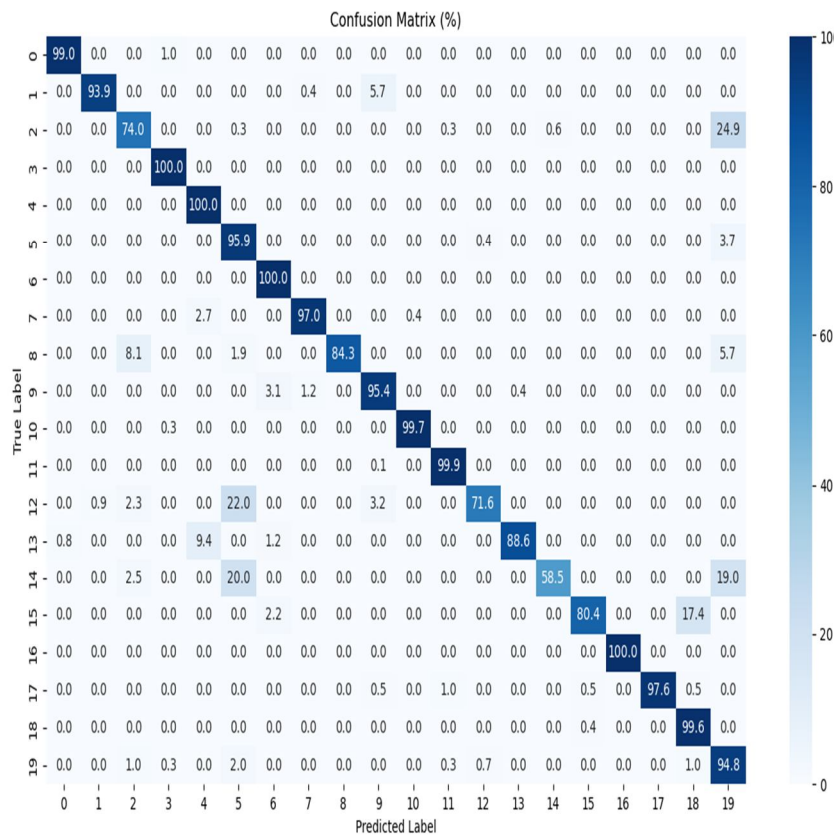 Confusion Matrix (%)
0 99.0 0.0 0.0 1.0 0.0 0.0 0.0 0.0 0.0 0.0 0.0 0.0 0.0 0.0 0.0 0.0 0.0 0.0 0.0 0.0
1 0.0 93.9 0.0 0.0 0.0 0.0 0.0 0.4 0.0 5.7 0.0 0.0 0.0 0.0 0.0 0.0 0.0 0.0 0.0 0.0
2 0.0 0.0 74.0 0.0 0.0 0.3 0.0 0.0 0.0 0.0 0.0 0.3 0.0 0.0 0.6 0.0 0.0 0.0 0.0 24.9
3 0.0 0.0 0.0 100.0 0.0 0.0 0.0 0.0 0.0 0.0 0.0 0.0 0.0 0.0 0.0 0.0 0.0 0.0 0.0 0.0
4 0.0 0.0 0.0 0.0 100.0 0.0 0.0 0.0 0.0 0.0 0.0 0.0 0.0 0.0 0.0 0.0 0.0 0.0 0.0 0.0
5 0.0 0.0 0.0 0.0 0.0 95.9 0.0 0.0 0.0 0.0 0.0 0.0 0.4 0.0 0.0 0.0 0.0 0.0 0.0 3.7
6 0.0 0.0 0.0 0.0 0.0 0.0 100.0 0.0 0.0 0.0 0.0 0.0 0.0 0.0 0.0 0.0 0.0 0.0 0.0 0.0
7 0.0 0.0 0.0 0.0 2.7 0.0 0.0 97.0 0.0 0.0 0.4 0.0 0.0 0.0 0.0 0.0 0.0 0.0 0.0 0.0
8 0.0 0.0 8.1 0.0 0.0 1.9 0.0 0.0 84.3 0.0 0.0 0.0 0.0 0.0 0.0 0.0 0.0 0.0 0.0 5.7
9 0.0 0.0 0.0 0.0 0.0 0.0 3.1 1.2 0.0 95.4 0.0 0.0 0.0 0.4 0.0 0.0 0.0 0.0 0.0 0.0
10 0.0 0.0 0.0 0.3 0.0 0.0 0.0 0.0 0.0 0.0 99.7 0.0 0.0 0.0 0.0 0.0 0.0 0.0 0.0 0.0
11 0.0 0.0 0.0 0.0 0.0 0.0 0.0 0.0 0.0 0.1 0.0 99.9 0.0 0.0 0.0 0.0 0.0 0.0 0.0 0.0
12 0.0 0.9 2.3 0.0 0.0 22.0 0.0 0.0 0.0 3.2 0.0 0.0 71.6 0.0 0.0 0.0 0.0 0.0 0.0 0.0
13 0.8 0.0 0.0 0.0 9.4 0.0 1.2 0.0 0.0 0.0 0.0 0.0 0.0 88.6 0.0 0.0 0.0 0.0 0.0 0.0
14 0.0 0.0 2.5 0.0 0.0 20.0 0.0 0.0 0.0 0.0 0.0 0.0 0.0 0.0 58.5 0.0 0.0 0.0 0.0 19.0
15 0.0 0.0 0.0 0.0 0.0 0.0 2.2 0.0 0.0 0.0 0.0 0.0 0.0 0.0 0.0 80.4 0.0 0.0 17.4 0.0
16 0.0 0.0 0.0 0.0 0.0 0.0 0.0 0.0 0.0 0.0 0.0 0.0 0.0 0.0 0.0 0.0 100.0 0.0 0.0 0.0
17 0.0 0.0 0.0 0.0 0.0 0.0 0.0 0.0 0.0 0.5 0.0 1.0 0.0 0.0 0.0 0.5 0.0 97.6 0.5 0.0
18 0.0 0.0 0.0 0.0 0.0 0.0 0.0 0.0 0.0 0.0 0.0 0.0 0.0 0.0 0.0 0.4 0.0 0.0 99.6 0.0
19 0.0 0.0 1.0 0.3 0.0 2.0 0.0 0.0 0.0 0.0 0.0 0.3 0.7 0.0 0.0 0.0 0.0 0.0 1.0 94.8
0 1 2 3 4 5 6 7 8 9 10 11 12 13 14 15 16 17 18 19
Predicted Label
True Label
80
60
40
20
0